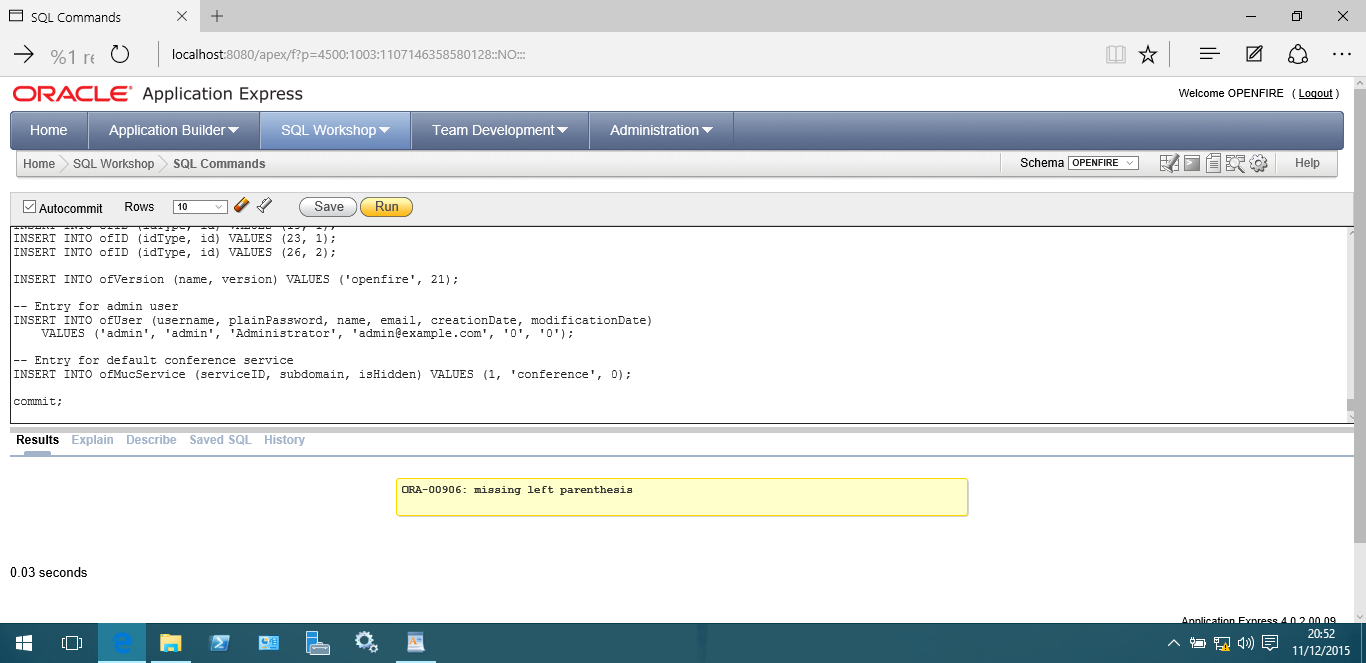 SQL Commands
%1
localhost:8080/apex/f?p=4500:1003:1107146358580128::NO:::
ORACLE Application Express
Welcome OPENFIRE ( Logout )
Home Application Builder SQL Workshop Team Development Administration
Home SQL Workshop SQL Commands Schema OPENFIRE Help
Autocommit Rows 10 Save Run
INSERT INTO ofID (idType, id) VALUES (23, 1);
INSERT INTO ofID (idType, id) VALUES (26, 2);
INSERT INTO ofVersion (name, version) VALUES ('openfire', 21);
-- Entry for admin user
INSERT INTO ofUser (username, plainPassword, name, email, creationDate, modificationDate)
VALUES ('admin', 'admin', 'Administrator', 'admin@example.com', '0', '0');
-- Entry for default conference service
INSERT INTO ofMucService (serviceID, subdomain, isHidden) VALUES (1, 'conference', 0);
commit;
Results Explain Describe Saved SQL History
ORA-00906: missing left parenthesis
0.03 seconds
Application Express 4.0.2.00.09
20:52
11/12/2015